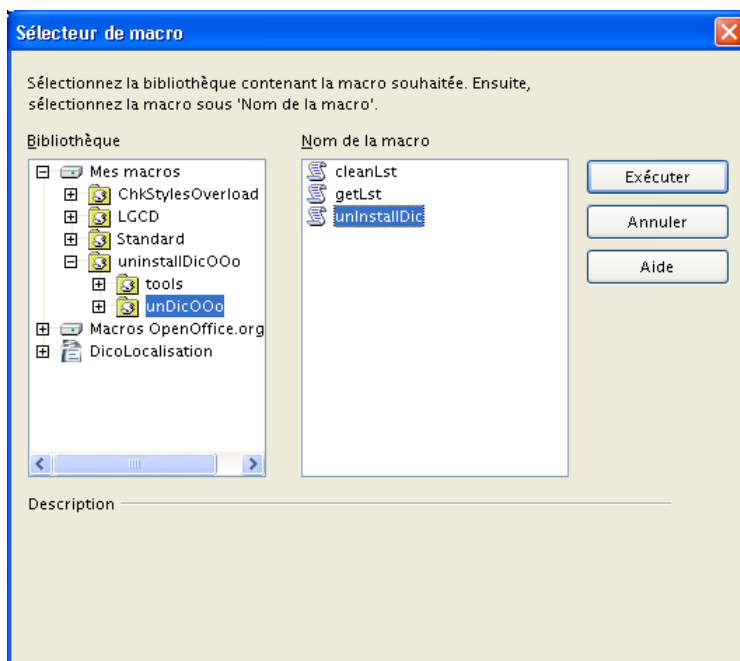 Sélecteur de macro
Sélectionnez la bibliothèque contenant la macro souhaitée. Ensuite,
sélectionnez la macro sous 'Nom de la macro'.
Bibliothèque
Mes macros
ChkStylesOverload
LGCD
Standard
uninstallDicOOo
tools
unDicOOo
Macros OpenOffice.org
DicoLocalisation
Nom de la macro
cleanLst
getLst
unInstallDic
Exécuter
Annuler
Aide
Description